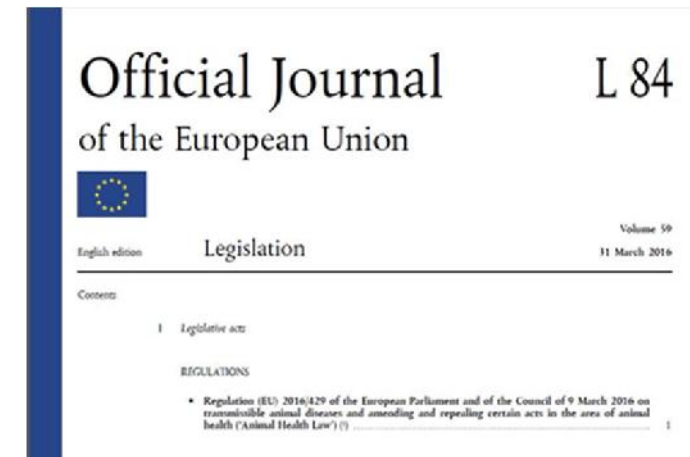 Official Journal L 84
of the European Union
Volume 59
English edition Legislation 31 March 2016
Contents
I Legislative acts
REGULATIONS
• Regulation (EU) 2016/429 of the European Parliament and of the Council of 9 March 2016 on
transmissible animal diseases and amending and repealing certain acts in the area of animal
health (‘Animal Health Law’) (¹) 1